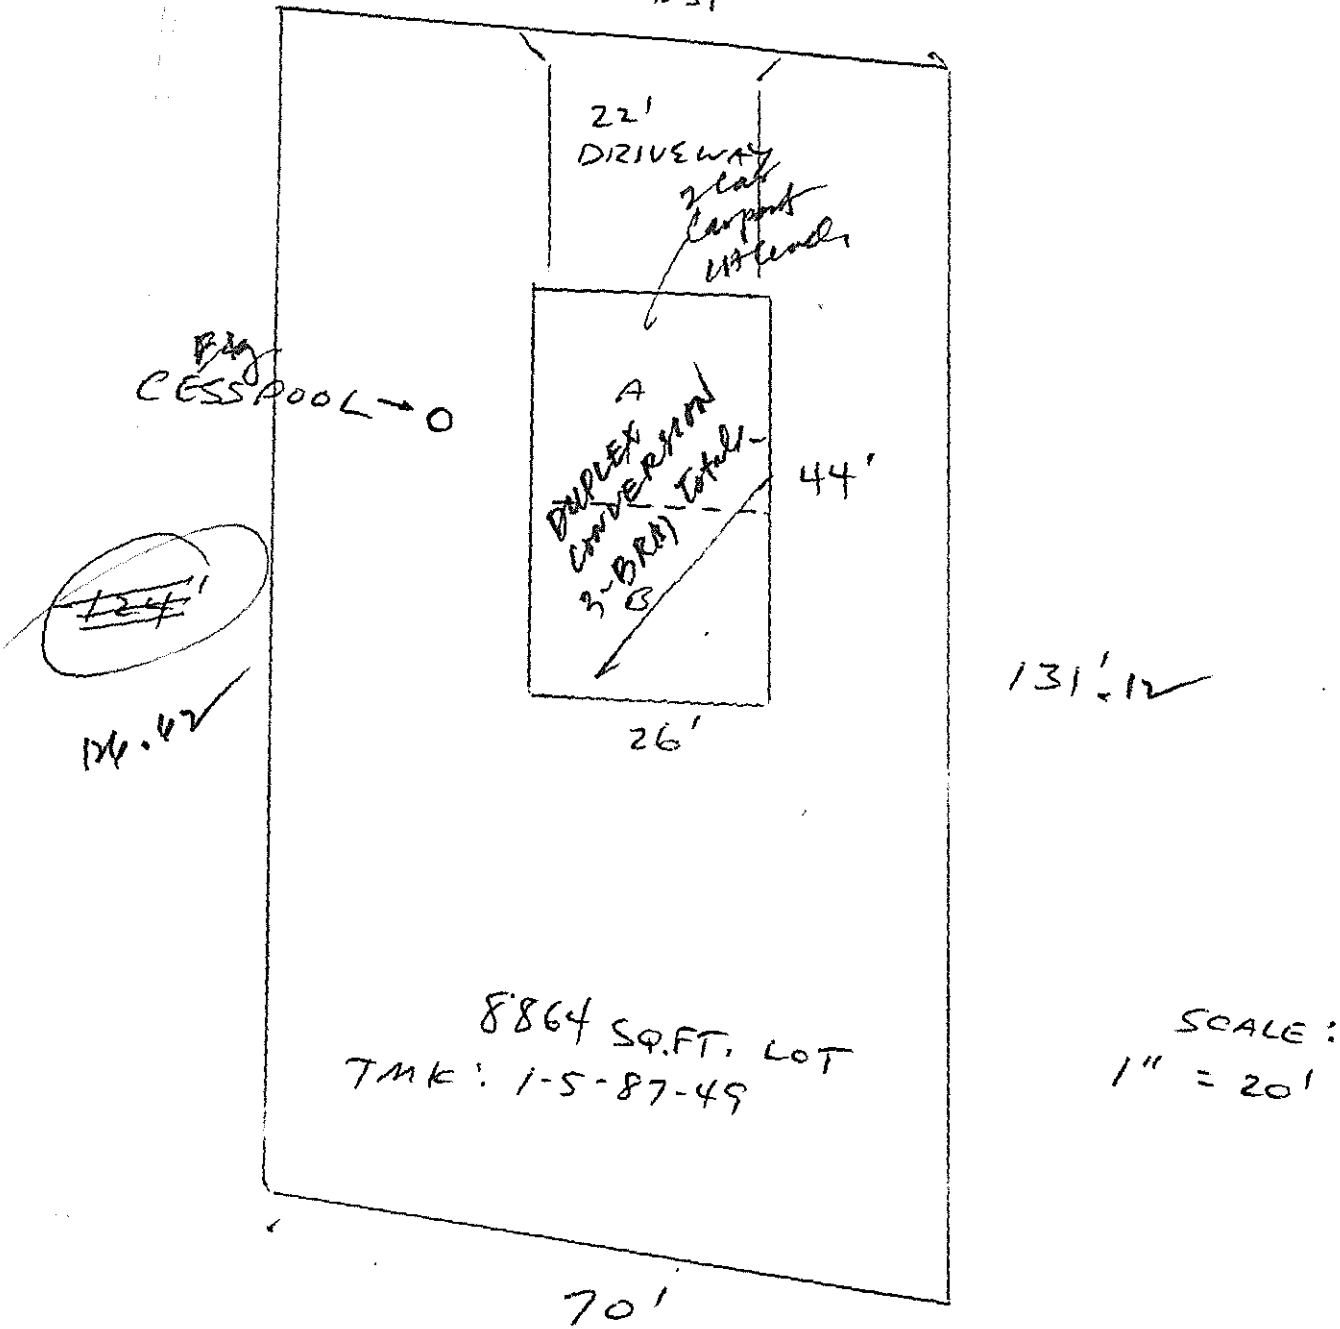 22'
DRIVEWAY
2 Car
Carport
CESSPOOL → O
A
DUPLEX
CONVERSION
3-BR(s) Total
B
44'
124'
131'.12
26'
8864 SQ.FT. LOT
TMK: 1-5-87-49
SCALE:
1" = 20'
70'